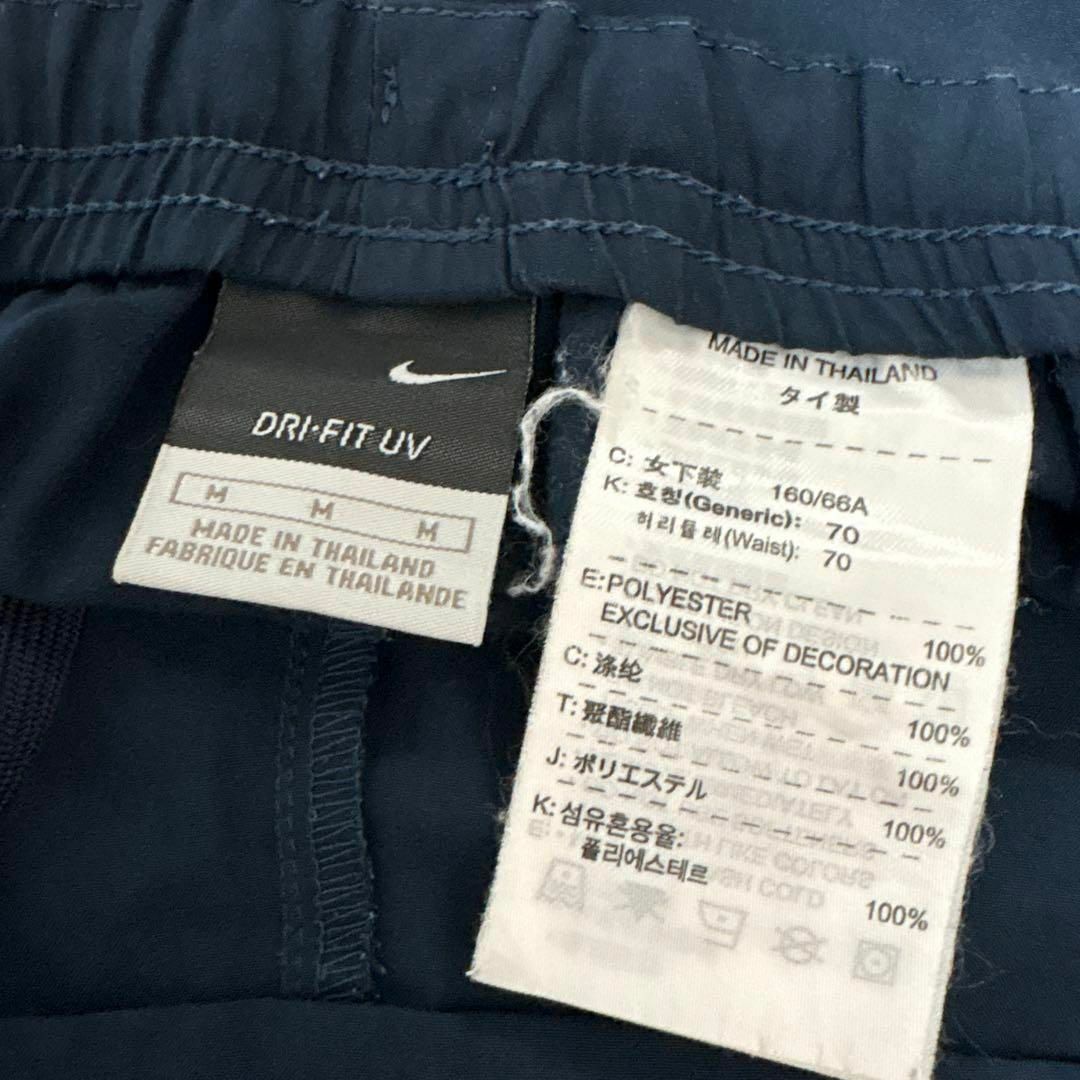 DRI-FIT UV
M M M
MADE IN THAILAND
FABRIQUE EN THAILANDE
MADE IN THAILAND
タイ製
C: 女下装 160/66A
K: 호칭(Generic): 70
허리둘레(Waist): 70
E:POLYESTER 100%
EXCLUSIVE OF DECORATION
C: 涤纶 100%
T: 聚酯纖維 100%
J: ポリエステル 100%
K: 섬유혼용율:
폴리에스테르 100%